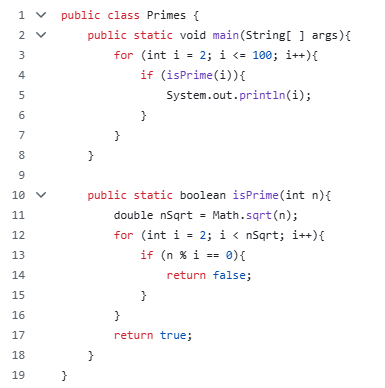 1 public class Primes {
2 public static void main(String[ ] args){
3 for (int i = 2; i <= 100; i++){
4 if (isPrime(i)){
5 System.out.println(i);
6 }
7 }
8 }
9
10 public static boolean isPrime(int n){
11 double nSqrt = Math.sqrt(n);
12 for (int i = 2; i < nSqrt; i++){
13 if (n % i == 0){
14 return false;
15 }
16 }
17 return true;
18 }
19 }